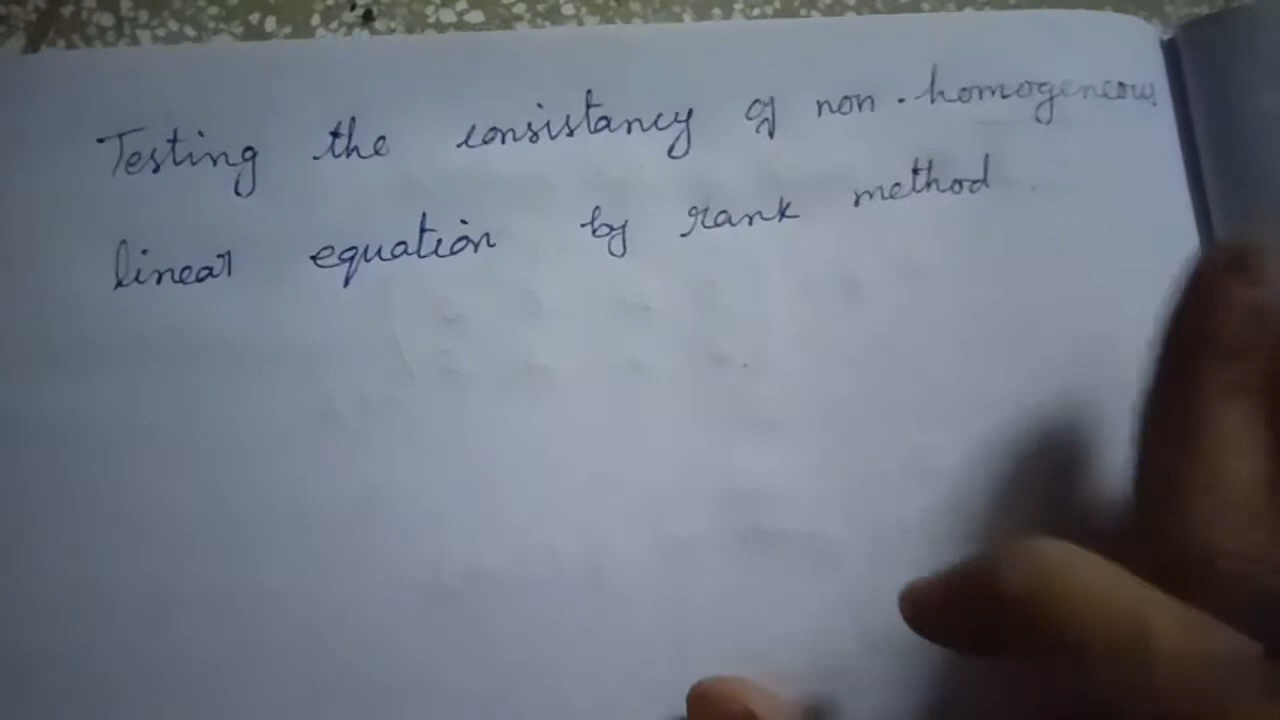 Testing the consistancy of non-homogeneous
linear equation by rank method